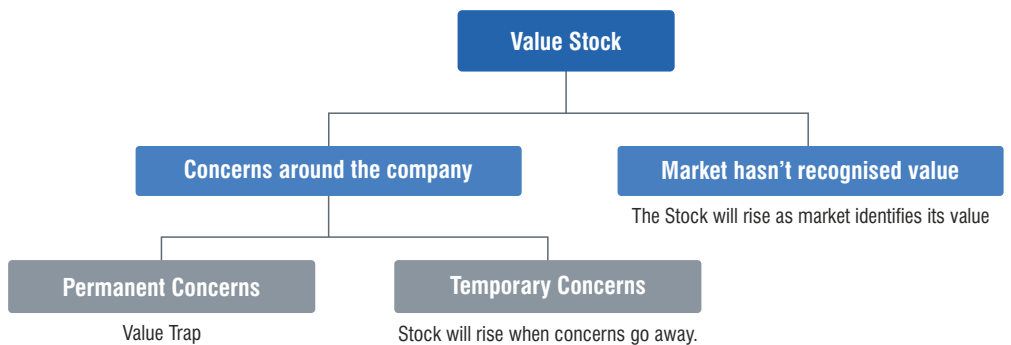 Value Stock
Concerns around the company
Market hasn’t recognised value
The Stock will rise as market identifies its value
Permanent Concerns
Temporary Concerns
Value Trap
Stock will rise when concerns go away.